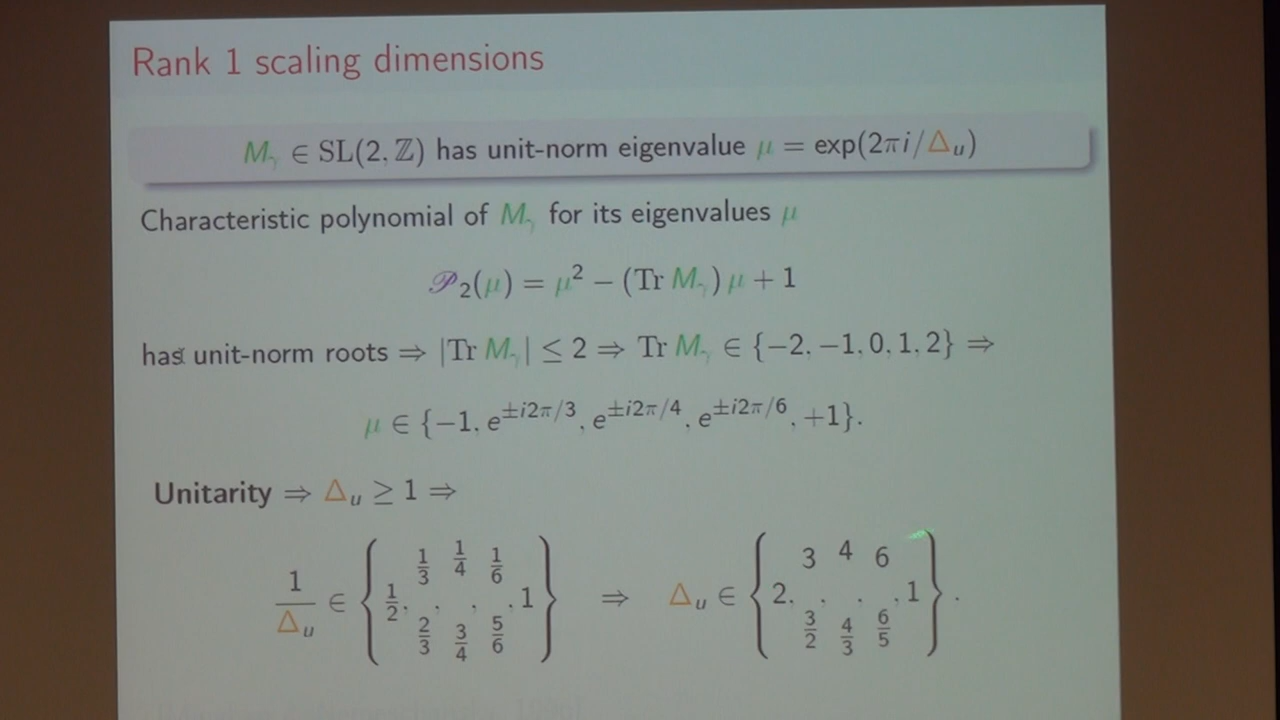 Rank 1 scaling dimensions
M_γ ∈ SL(2, ℤ) has unit-norm eigenvalue μ = exp(2πi/Δ_u)
Characteristic polynomial of M_γ for its eigenvalues μ
𝒫₂(μ) = μ² − (Tr M_γ) μ + 1
has unit-norm roots ⇒ |Tr M_γ| ≤ 2 ⇒ Tr M_γ ∈ {−2, −1, 0, 1, 2} ⇒
μ ∈ {−1, e^{±i2π/3}, e^{±i2π/4}, e^{±i2π/6}, +1}.
Unitarity ⇒ Δ_u ≥ 1 ⇒
1/Δ_u ∈ {1/2, 1/3 2/3, 1/4 3/4, 1/6 5/6, 1} ⇒ Δ_u ∈ {2, 3 3/2, 4 4/3, 6 6/5, 1}.